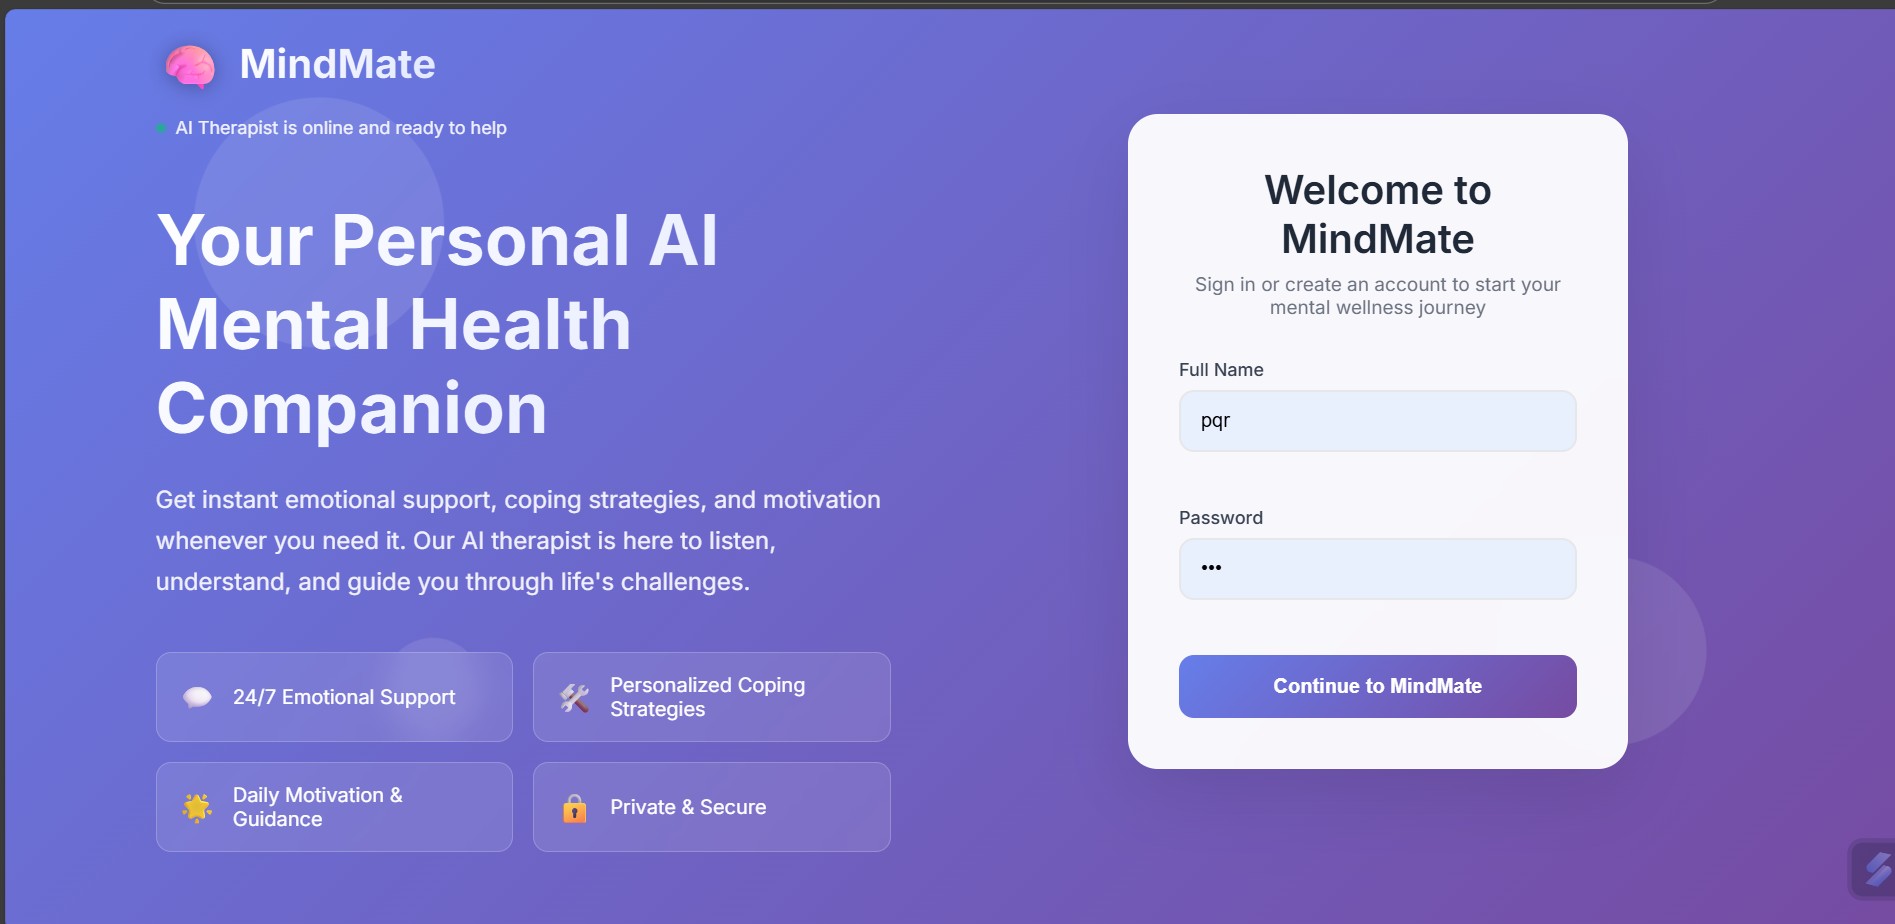 MindMate
AI Therapist is online and ready to help
Your Personal AI
Mental Health
Companion
Get instant emotional support, coping strategies, and motivation
whenever you need it. Our AI therapist is here to listen,
understand, and guide you through life's challenges.
24/7 Emotional Support
Personalized Coping
Strategies
Daily Motivation &
Guidance
Private & Secure
Welcome to
MindMate
Sign in or create an account to start your
mental wellness journey
Full Name
pqr
Password
•••
Continue to MindMate